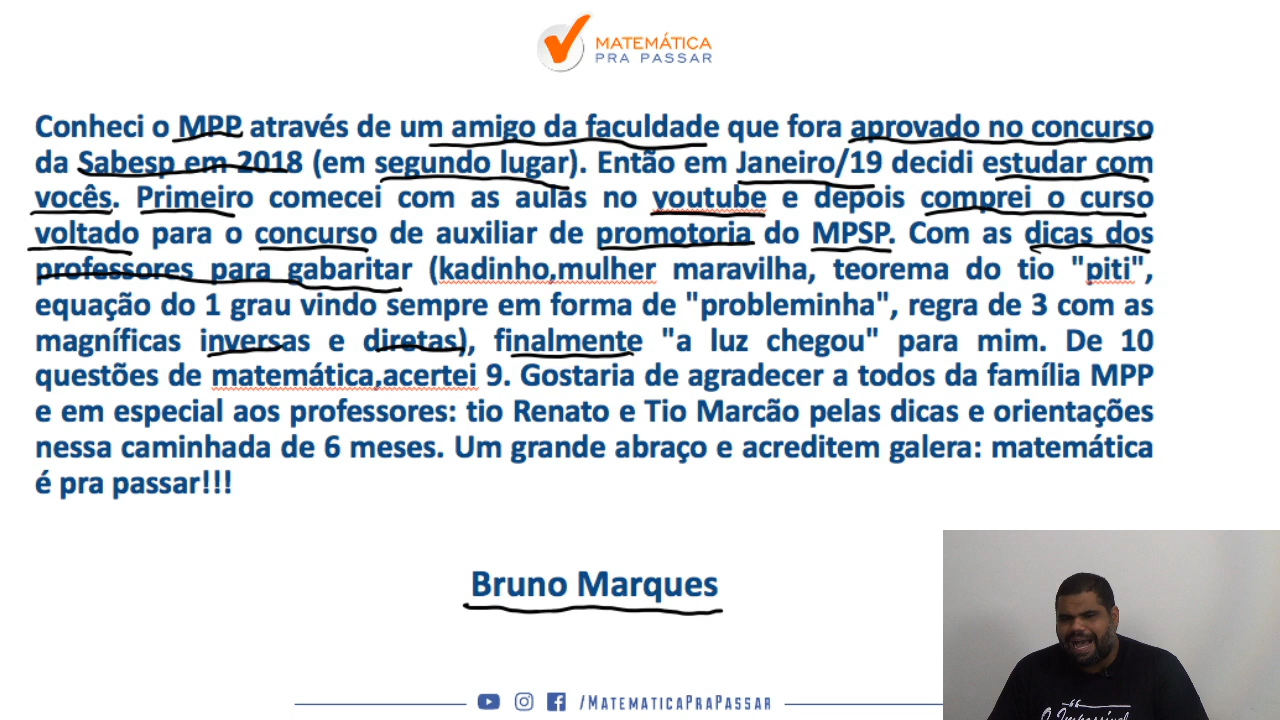 MATEMÁTICA
PRA PASSAR
Conheci o MPP através de um amigo da faculdade que fora aprovado no concurso
da Sabesp em 2018 (em segundo lugar). Então em Janeiro/19 decidi estudar com
vocês. Primeiro comecei com as aulas no youtube e depois comprei o curso
voltado para o concurso de auxiliar de promotoria do MPSP. Com as dicas dos
professores para gabaritar (kadinho,mulher maravilha, teorema do tio "piti",
equação do 1 grau vindo sempre em forma de "probleminha", regra de 3 com as
magníficas inversas e diretas), finalmente "a luz chegou" para mim. De 10
questões de matemática,acertei 9. Gostaria de agradecer a todos da família MPP
e em especial aos professores: tio Renato e Tio Marcão pelas dicas e orientações
nessa caminhada de 6 meses. Um grande abraço e acreditem galera: matemática
é pra passar!!!
Bruno Marques
/MATEMATICAPRAPASSAR
O Impossível